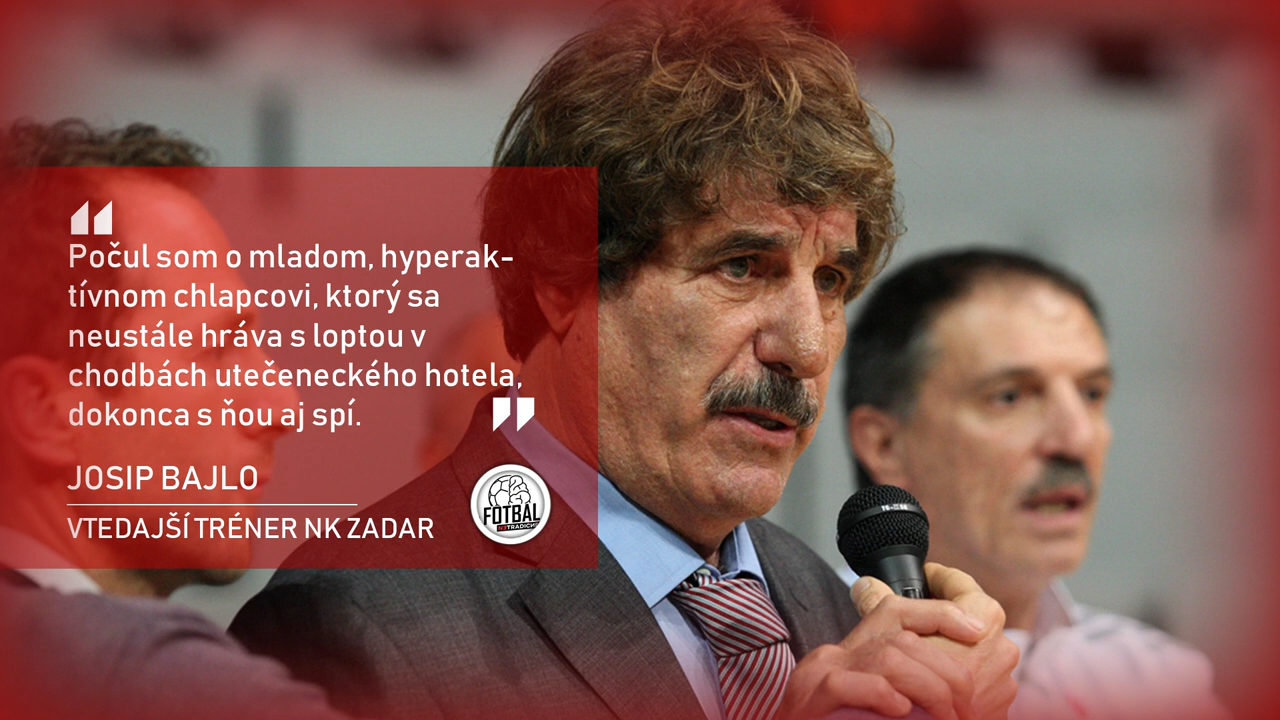 Počul som o mladom, hyperak-
tívnom chlapcovi, ktorý sa
neustále hráva s loptou v
chodbách utečeneckého hotela,
dokonca s ňou aj spí.
JOSIP BAJLO
VTEDAJŠÍ TRÉNER NK ZADAR
FOTBAL